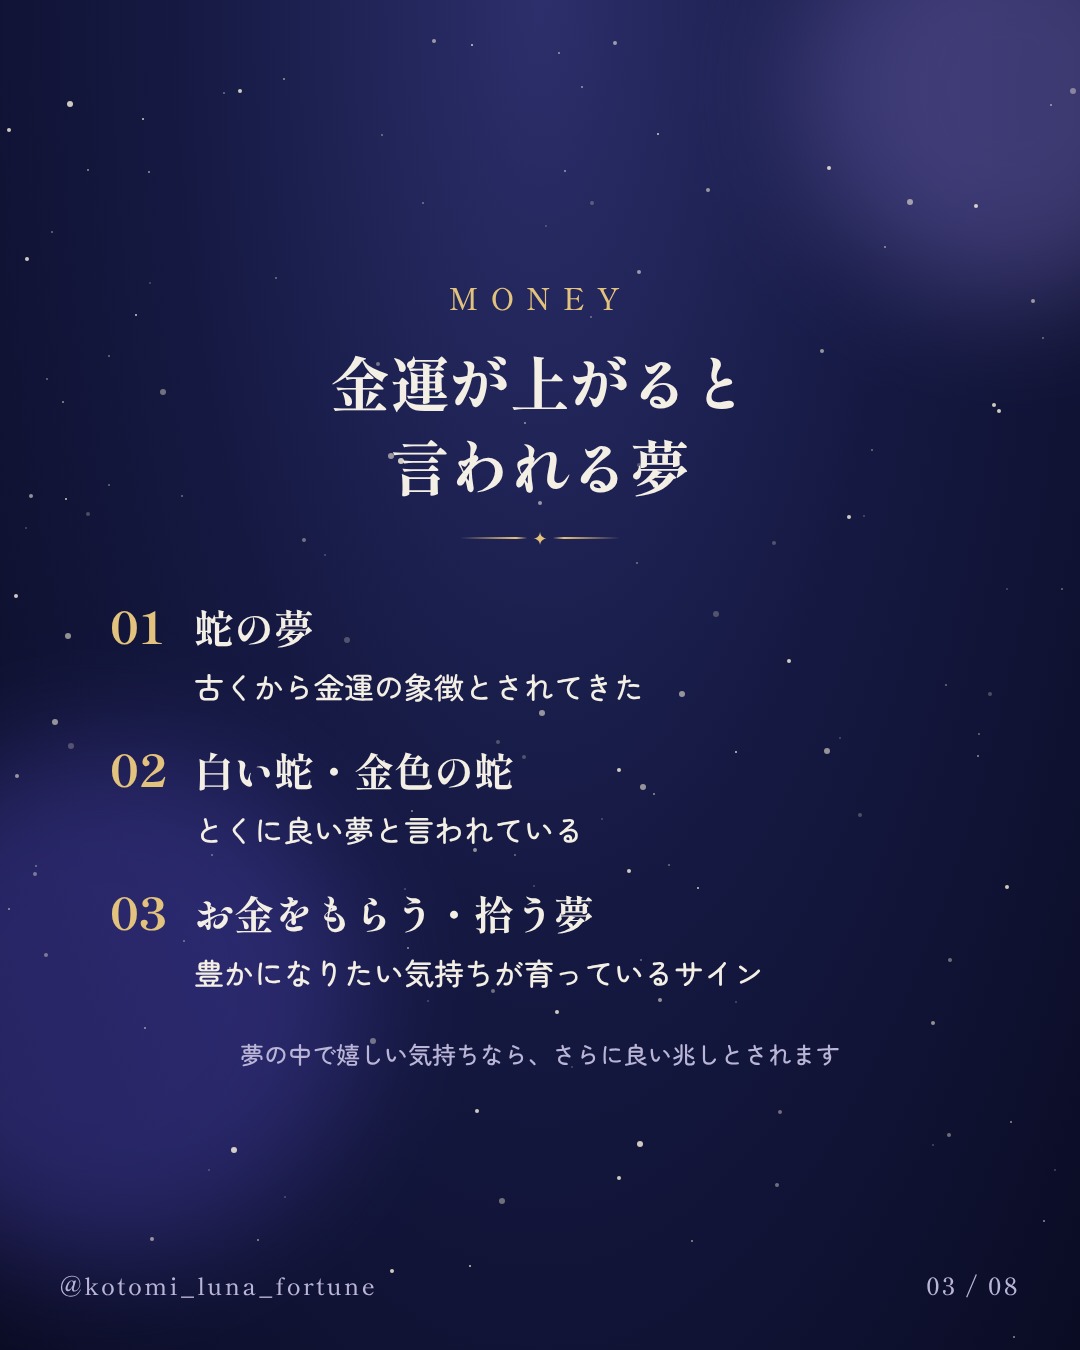 MONEY
金運が上がると
言われる夢
01 蛇の夢
古くから金運の象徴とされてきた
02 白い蛇・金色の蛇
とくに良い夢と言われている
03 お金をもらう・拾う夢
豊かになりたい気持ちが育っているサイン
夢の中で嬉しい気持ちなら、さらに良い兆しとされます
@kotomi_luna_fortune
03 / 08